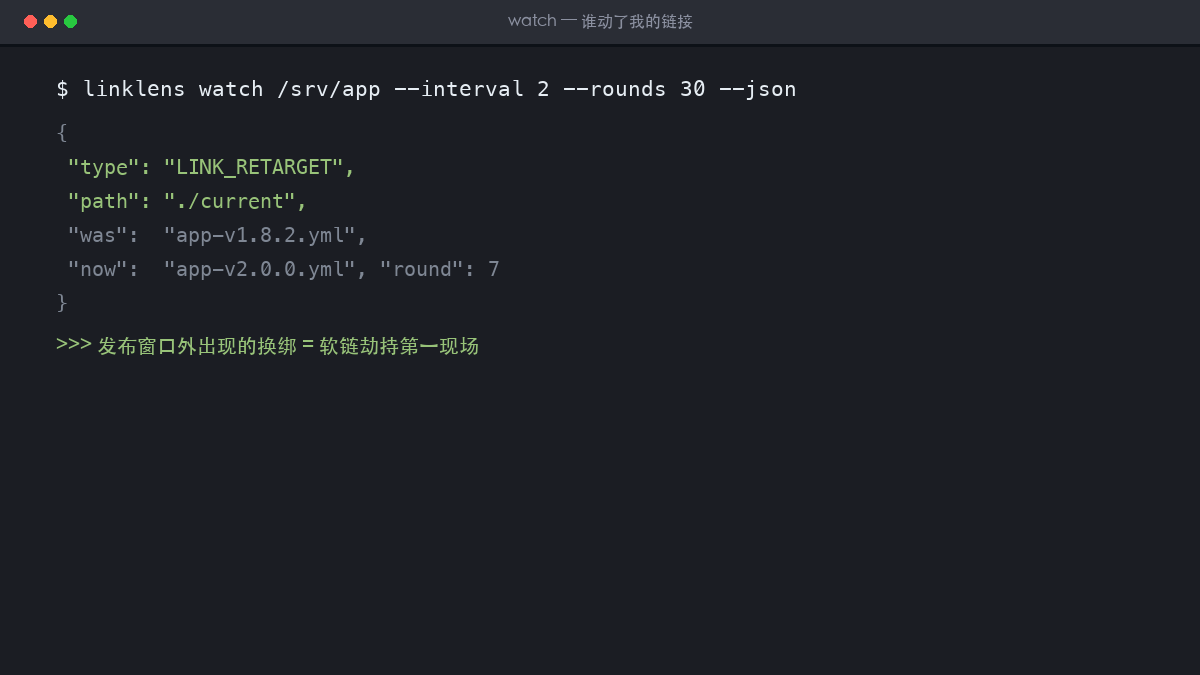 watch — 谁动了我的链接
$ linklens watch /srv/app --interval 2 --rounds 30 --json
{
"type": "LINK_RETARGET",
"path": "./current",
"was":  "app-v1.8.2.yml",
"now":  "app-v2.0.0.yml", "round": 7
}
>>> 发布窗口外出现的换绑 = 软链劫持第一现场